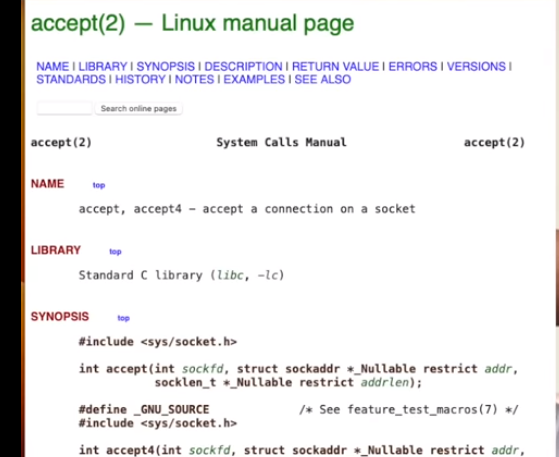 accept(2) — Linux manual page
NAME | LIBRARY | SYNOPSIS | DESCRIPTION | RETURN VALUE | ERRORS | VERSIONS |
STANDARDS | HISTORY | NOTES | EXAMPLES | SEE ALSO
Search online pages
accept(2) System Calls Manual accept(2)
NAME top
accept, accept4 - accept a connection on a socket
LIBRARY top
Standard C library (libc, -lc)
SYNOPSIS top
#include <sys/socket.h>
int accept(int sockfd, struct sockaddr *_Nullable restrict addr,
socklen_t *_Nullable restrict addrlen);
#define _GNU_SOURCE /* See feature_test_macros(7) */
#include <sys/socket.h>
int accept4(int sockfd, struct sockaddr *_Nullable restrict addr,